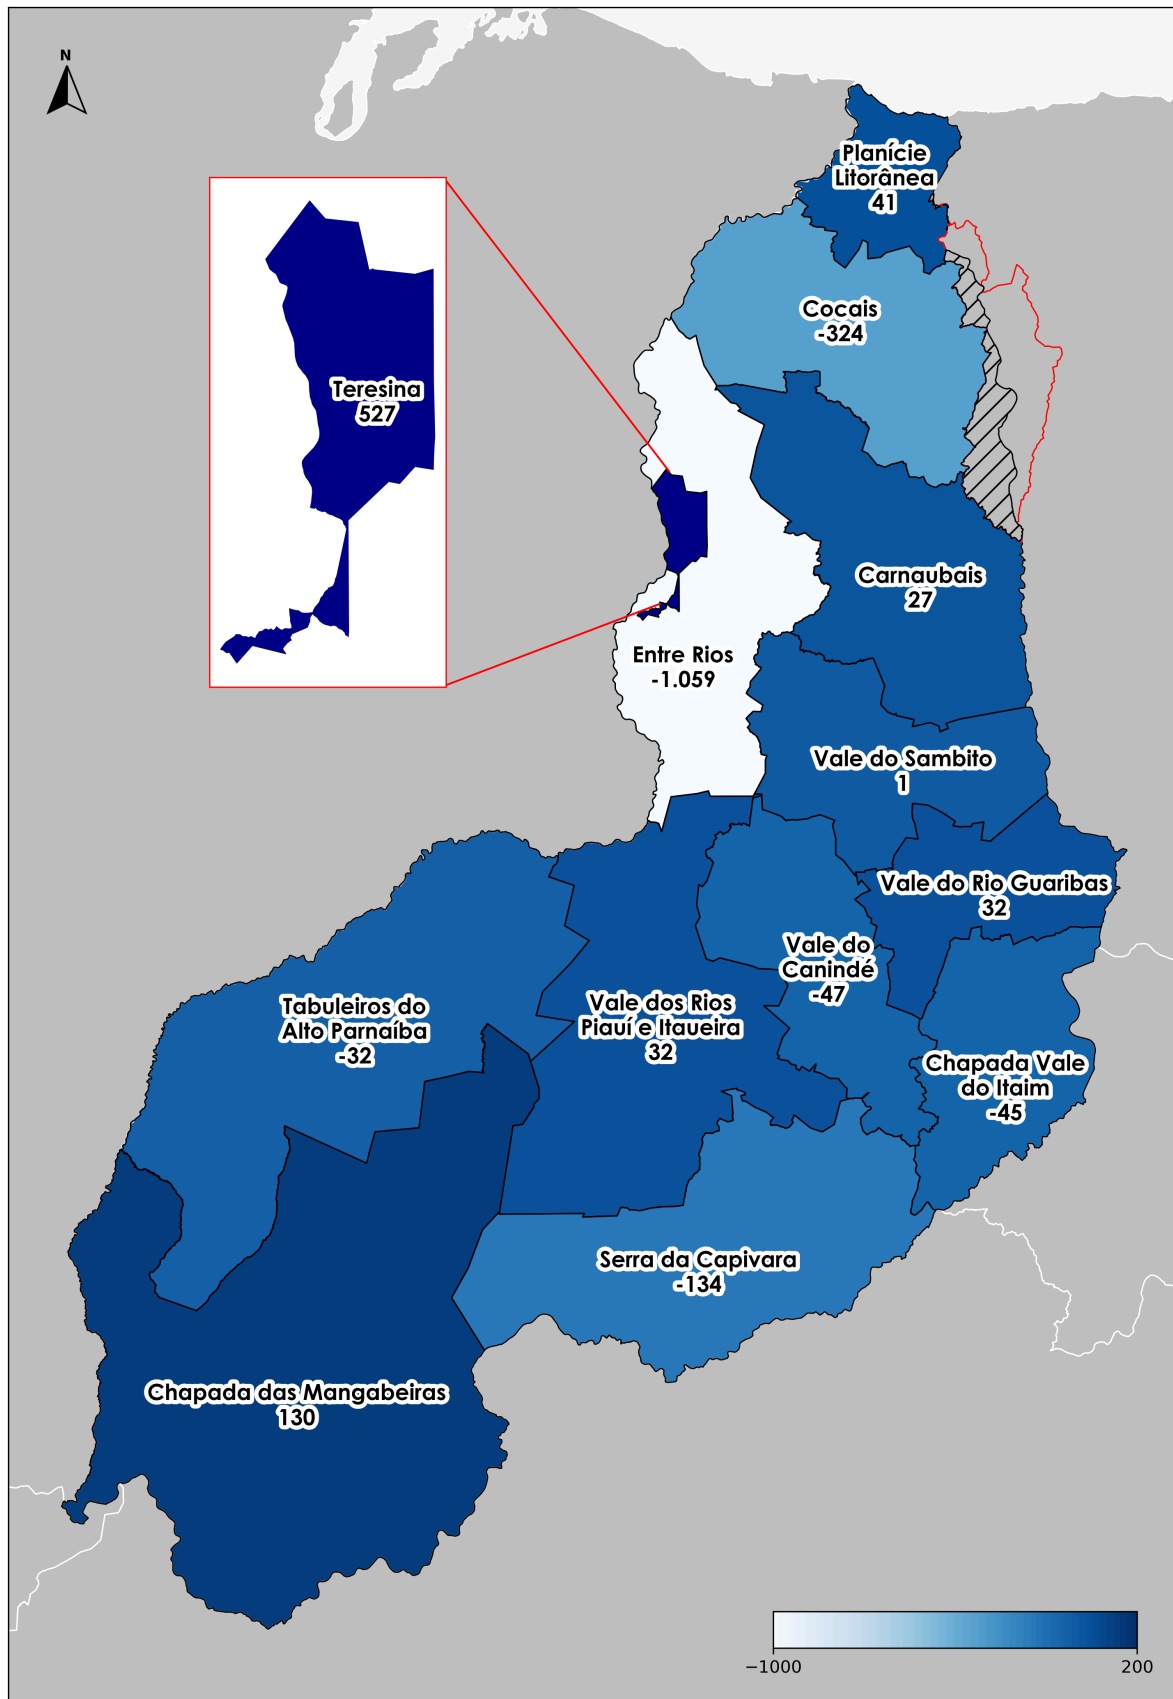 N
Planície
Litorânea
41
Cocais
-324
Teresina
527
Carnaubais
27
Entre Rios
-1.059
Vale do Sambito
1
Vale do Rio Guaribas
32
Vale do
Canindé
-47
Tabuleiros do
Alto Parnaíba
-32
Vale dos Rios
Piauí e Itaueira
32
Chapada Vale
do Itaim
-45
Serra da Capivara
-134
Chapada das Mangabeiras
130
−1000
200